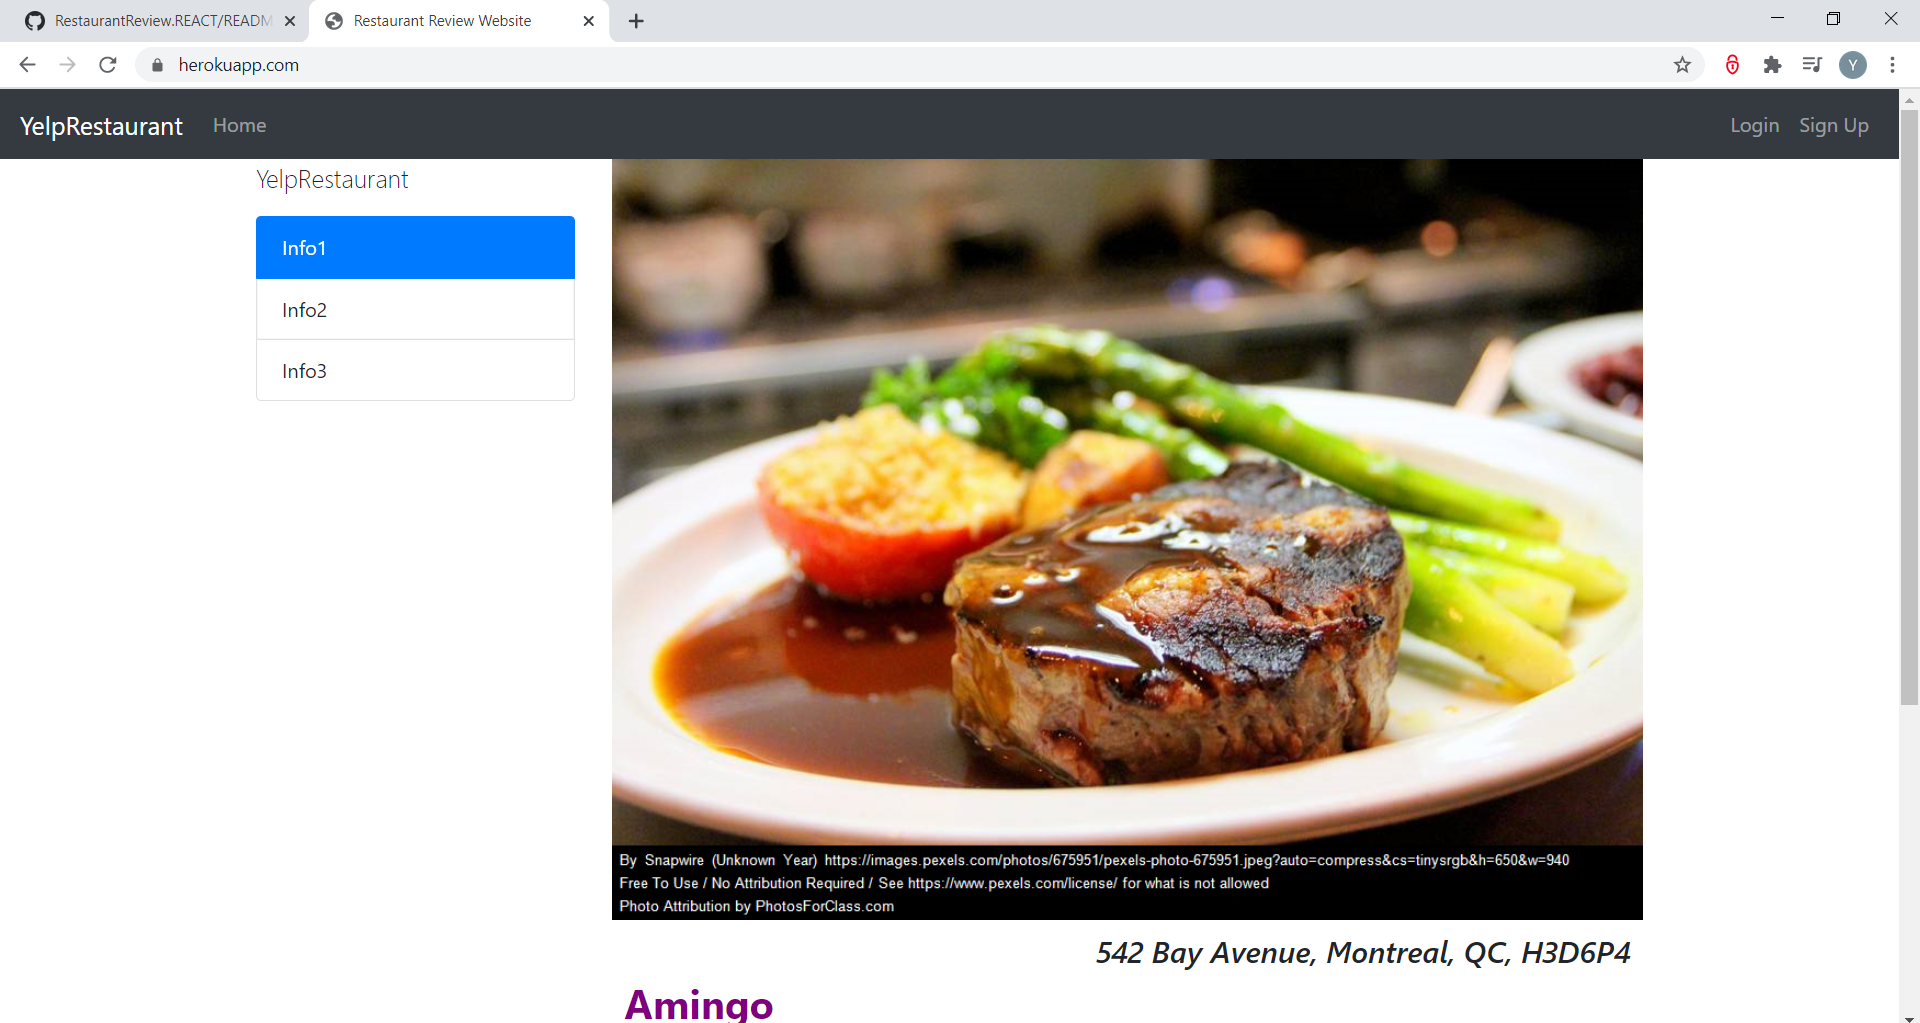 RestaurantReview.REACT/READM
Restaurant Review Website
herokuapp.com
Y
YelpRestaurant
Home
Login
Sign Up
YelpRestaurant
Info1
Info2
Info3
By Snapwire (Unknown Year) https://images.pexels.com/photos/675951/pexels-photo-675951.jpeg?auto=compress&cs=tinysrgb&h=650&w=940
Free To Use / No Attribution Required / See https://www.pexels.com/license/ for what is not allowed
Photo Attribution by PhotosForClass.com
542 Bay Avenue, Montreal, QC, H3D6P4
Amingo